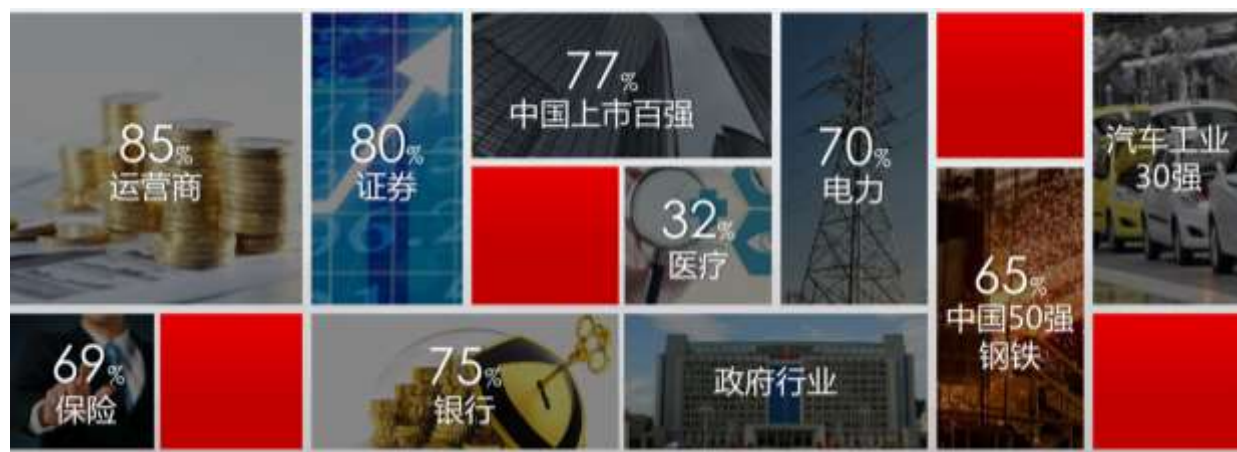 85%
运营商
80%
证券
77%
中国上市百强
32%
医疗
70%
电力
65%
中国50强
钢铁
汽车工业
30强
69%
保险
75%
银行
政府行业